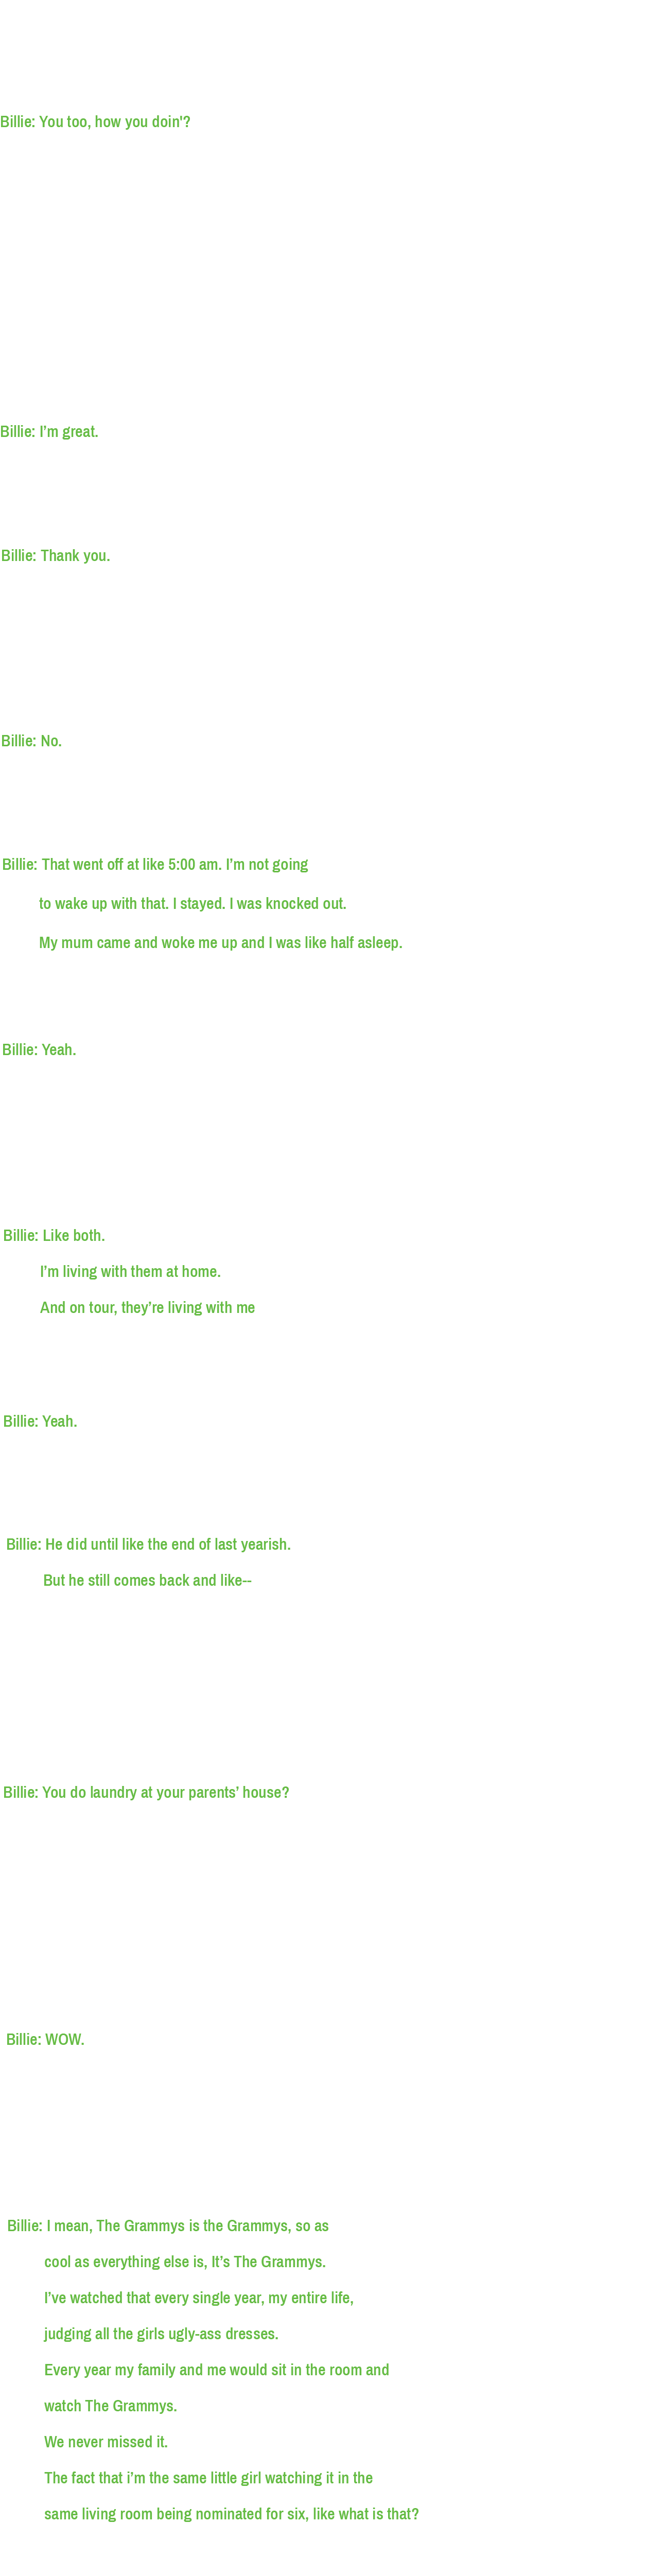 Billie: You too, how you doin'?
Billie: I'm great.
Billie: Thank you.
Billie: No.
Billie: That went off at like 5:00 am. I'm not going
to wake up with that. I stayed. I was knocked out.
My mum came and woke me up and I was like half asleep.
Billie: Yeah.
Billie: Like both.
I'm living with them at home.
And on tour, they're living with me
Billie: Yeah.
Billie: He did until like the end of last yearish.
But he still comes back and like--
Billie: You do laundry at your parents' house?
Billie: WOW.
Billie: I mean, The Grammys is the Grammys, so as
cool as everything else is, It's The Grammys.
I've watched that every single year, my entire life,
judging all the girls ugly-ass dresses.
Every year my family and me would sit in the room and
watch The Grammys.
We never missed it.
The fact that i'm the same little girl watching it in the
same living room being nominated for six, like what is that?